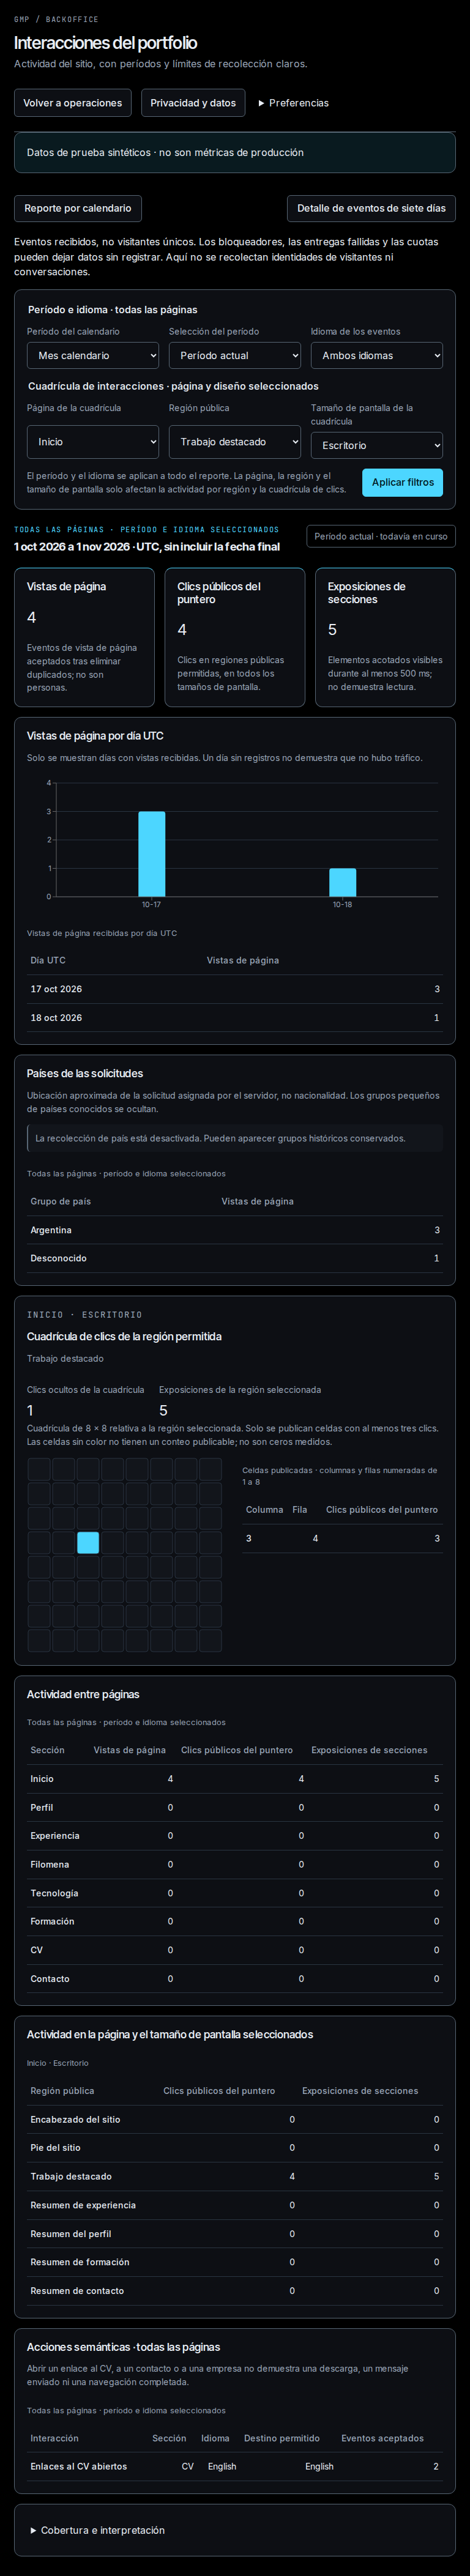 GMP / BACKOFFICE
Interacciones del portfolio
Actividad del sitio, con períodos y límites de recolección claros.
Volver a operaciones
Privacidad y datos
▶ Preferencias
Datos de prueba sintéticos · no son métricas de producción
Reporte por calendario
Detalle de eventos de siete días
Eventos recibidos, no visitantes únicos. Los bloqueadores, las entregas fallidas y las cuotas
pueden dejar datos sin registrar. Aquí no se recolectan identidades de visitantes ni
conversaciones.
Período e idioma · todas las páginas
Período del calendario
Selección del período
Idioma de los eventos
Mes calendario
Período actual
Ambos idiomas
Cuadrícula de interacciones · página y diseño seleccionados
Página de la cuadrícula
Región pública
Tamaño de pantalla de la
cuadrícula
Inicio
Trabajo destacado
Escritorio
El período y el idioma se aplican a todo el reporte. La página, la región y el
tamaño de pantalla solo afectan la actividad por región y la cuadrícula de clics.
Aplicar filtros
TODAS LAS PÁGINAS · PERÍODO E IDIOMA SELECCIONADOS
1 oct 2026 a 1 nov 2026 · UTC, sin incluir la fecha final
Período actual · todavía en curso
Vistas de página
4
Eventos de vista de página
aceptados tras eliminar
duplicados; no son
personas.
Clics públicos del
puntero
4
Clics en regiones públicas
permitidas, en todos los
tamaños de pantalla.
Exposiciones de
secciones
5
Elementos acotados visibles
durante al menos 500 ms;
no demuestra lectura.
Vistas de página por día UTC
Solo se muestran días con vistas recibidas. Un día sin registros no demuestra que no hubo tráfico.
4
3
2
1
0
10-17
10-18
Vistas de página recibidas por día UTC
Día UTC Vistas de página
17 oct 2026 3
18 oct 2026 1
Países de las solicitudes
Ubicación aproximada de la solicitud asignada por el servidor, no nacionalidad. Los grupos pequeños
de países conocidos se ocultan.
La recolección de país está desactivada. Pueden aparecer grupos históricos conservados.
Todas las páginas · período e idioma seleccionados
Grupo de país Vistas de página
Argentina 3
Desconocido 1
INICIO · ESCRITORIO
Cuadrícula de clics de la región permitida
Trabajo destacado
Clics ocultos de la cuadrícula
1
Exposiciones de la región seleccionada
5
Cuadrícula de 8 × 8 relativa a la región seleccionada. Solo se publican celdas con al menos tres clics.
Las celdas sin color no tienen un conteo publicable; no son ceros medidos.
Celdas publicadas · columnas y filas numeradas de
1 a 8
Columna Fila Clics públicos del puntero
3 4 3
Actividad entre páginas
Todas las páginas · período e idioma seleccionados
Sección Vistas de página Clics públicos del puntero Exposiciones de secciones
Inicio 4 4 5
Perfil 0 0 0
Experiencia 0 0 0
Filomena 0 0 0
Tecnología 0 0 0
Formación 0 0 0
CV 0 0 0
Contacto 0 0 0
Actividad en la página y el tamaño de pantalla seleccionados
Inicio · Escritorio
Región pública Clics públicos del puntero Exposiciones de secciones
Encabezado del sitio 0 0
Pie del sitio 0 0
Trabajo destacado 4 5
Resumen de experiencia 0 0
Resumen del perfil 0 0
Resumen de formación 0 0
Resumen de contacto 0 0
Acciones semánticas · todas las páginas
Abrir un enlace al CV, a un contacto o a una empresa no demuestra una descarga, un mensaje
enviado ni una navegación completada.
Todas las páginas · período e idioma seleccionados
Interacción Sección Idioma Destino permitido Eventos aceptados
Enlaces al CV abiertos CV English English 2
▶ Cobertura e interpretación